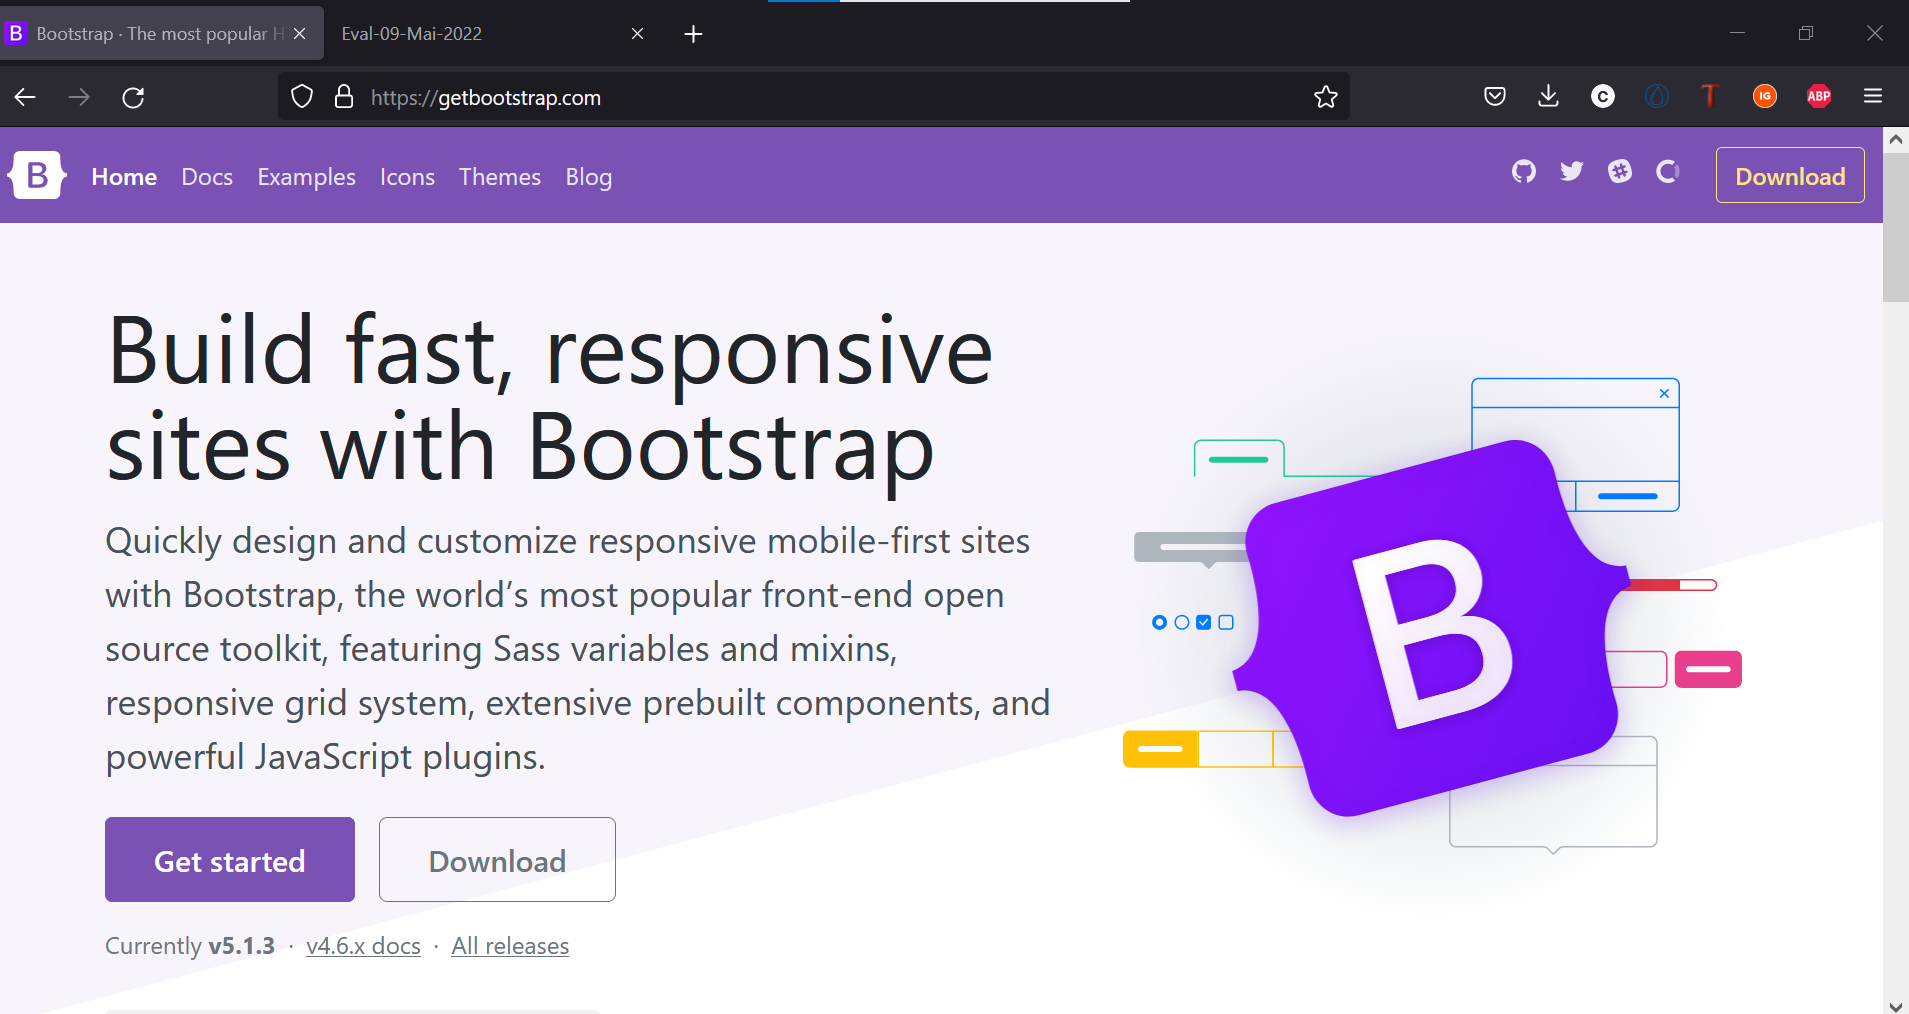 B Bootstrap · The most popular H
Eval-09-Mai-2022
https://getbootstrap.com
C
T
IG
ABP
B
Home Docs Examples Icons Themes Blog
Download
Build fast, responsive
sites with Bootstrap
Quickly design and customize responsive mobile-first sites
with Bootstrap, the world’s most popular front-end open
source toolkit, featuring Sass variables and mixins,
responsive grid system, extensive prebuilt components, and
powerful JavaScript plugins.
B
Get started Download
Currently v5.1.3 · v4.6.x docs · All releases